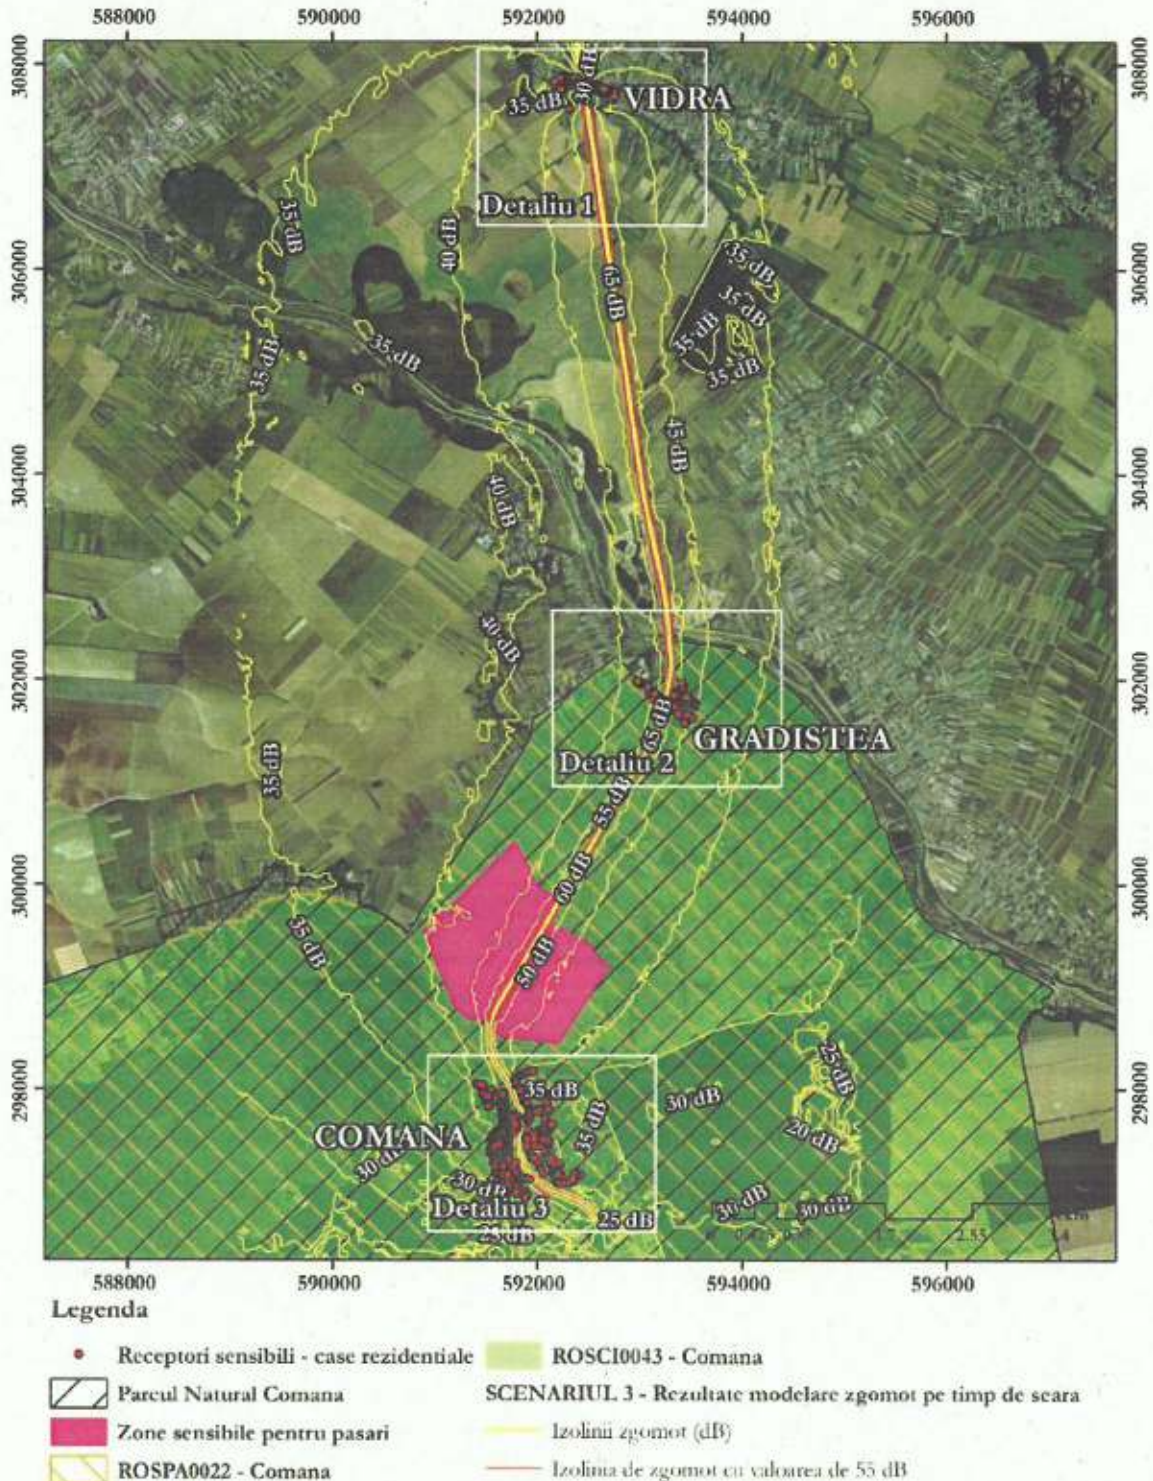 588000 590000 592000 594000 596000
308000 308000
30 dB
35 dB
VIDRA
Detaliu 1
35 dB
40 dB
306000 306000
65 dB
35 dB
35 dB
35 dB
35 dB
35 dB
35 dB
45 dB
304000 304000
40 dB
40 dB
302000 302000
65 dB
GRADISTEA
Detaliu 2
35 dB
55 dB
60 dB
300000 300000
35 dB
50 dB
298000 298000
35 dB
25 dB
30 dB
35 dB
20 dB
COMANA
30 dB
30 dB
Detaliu 3
25 dB
30 dB
30 dB
25 dB
1.7 2.55
588000 590000 592000 594000 596000
Legenda
Receptori sensibili - case rezidentiale
Parcul Natural Comana
Zone sensibile pentru pasari
ROSPA0022 - Comana
ROSCI0043 - Comana
SCENARIUL 3 - Rezultate modelare zgomot pe timp de seara
Izolinii zgomot (dB)
Izolinia de zgomot cu valoarea de 55 dB